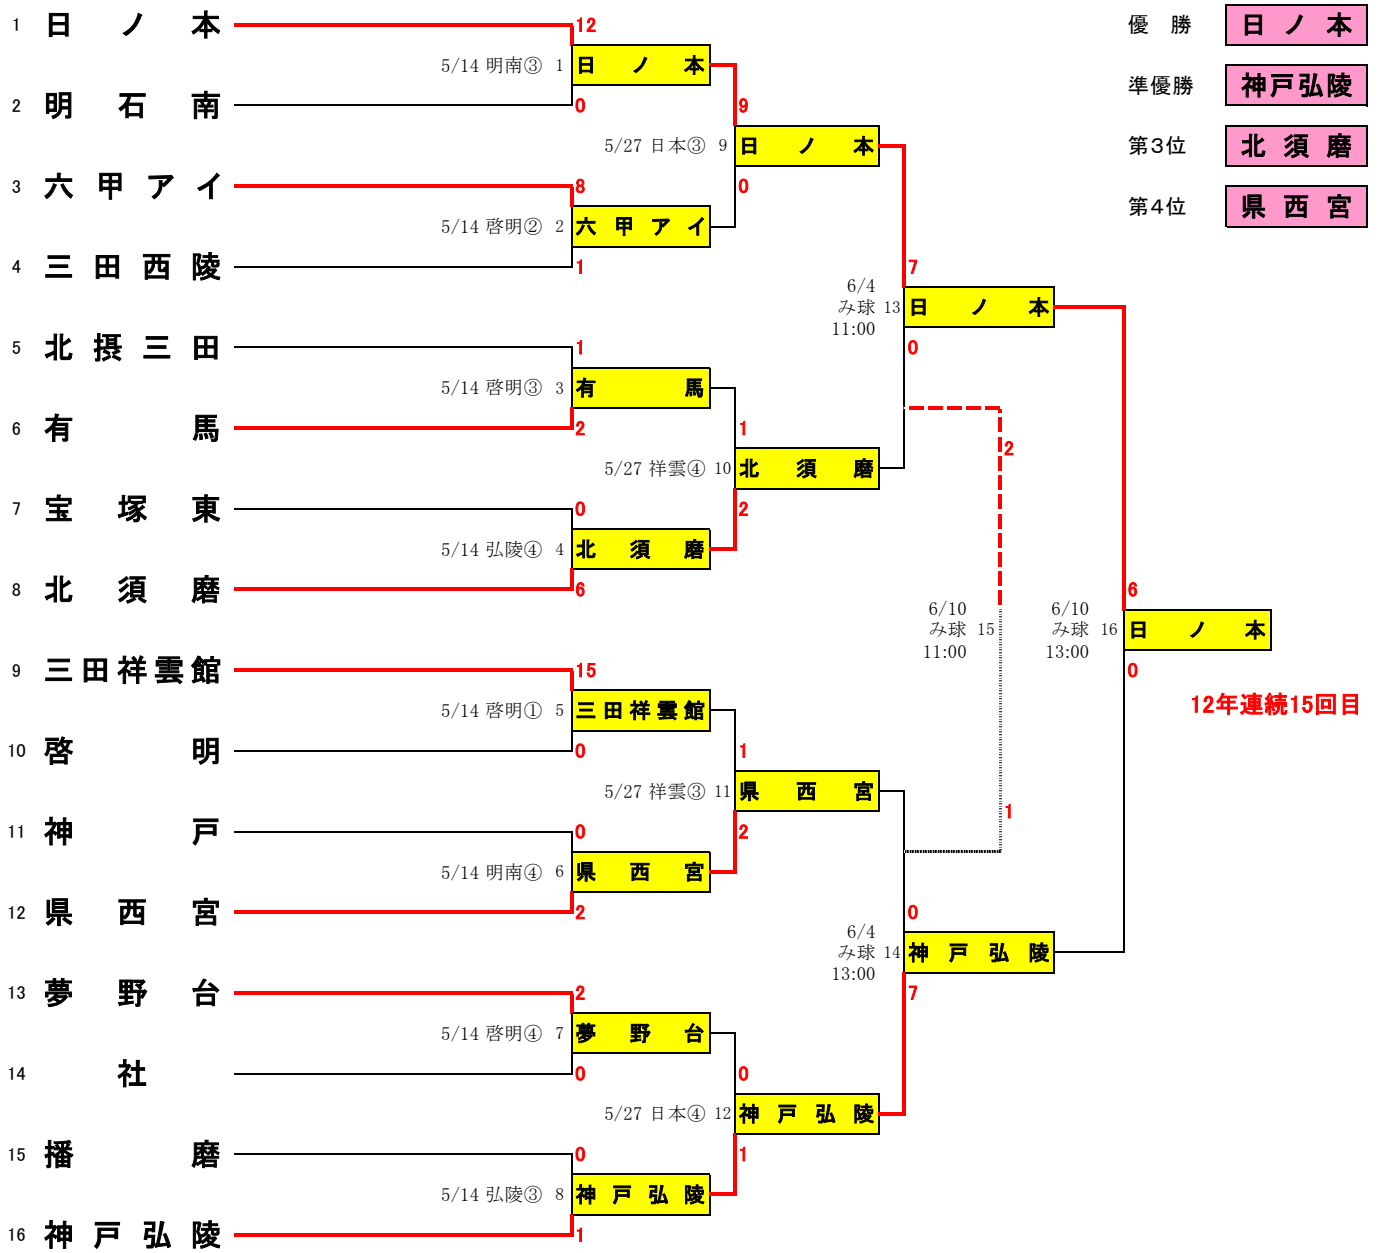 1 日ノ本 12
優勝 日ノ本
5/14 明南③ 1 日ノ本
準優勝 神戸弘陵
2 明石南 0 9
5/27 日本③ 9 日ノ本
第3位 北須磨
3 六甲アイ 8 0
第4位 県西宮
5/14 啓明② 2 六甲アイ
4 三田西陵 1 7
6/4
み球 13 日ノ本
11:00
5 北摂三田 1 0
5/14 啓明③ 3 有馬
6 有馬 2 1 2
5/27 祥雲④ 10 北須磨
7 宝塚東 0 2
5/14 弘陵④ 4 北須磨
8 北須磨 6 6
6/10 6/10
み球 15 み球 16 日ノ本
11:00 13:00
9 三田祥雲館 15 0
12年連続15回目
5/14 啓明① 5 三田祥雲館
10 啓明 0 1
5/27 祥雲③ 11 県西宮
1
11 神戸 0 2
5/14 明南④ 6 県西宮
12 県西宮 2 0
6/4
み球 14 神戸弘陵
13:00
13 夢野台 2 7
5/14 啓明④ 7 夢野台
14 社 0 0
5/27 日本④ 12 神戸弘陵
15 播磨 0 1
5/14 弘陵③ 8 神戸弘陵
16 神戸弘陵 1